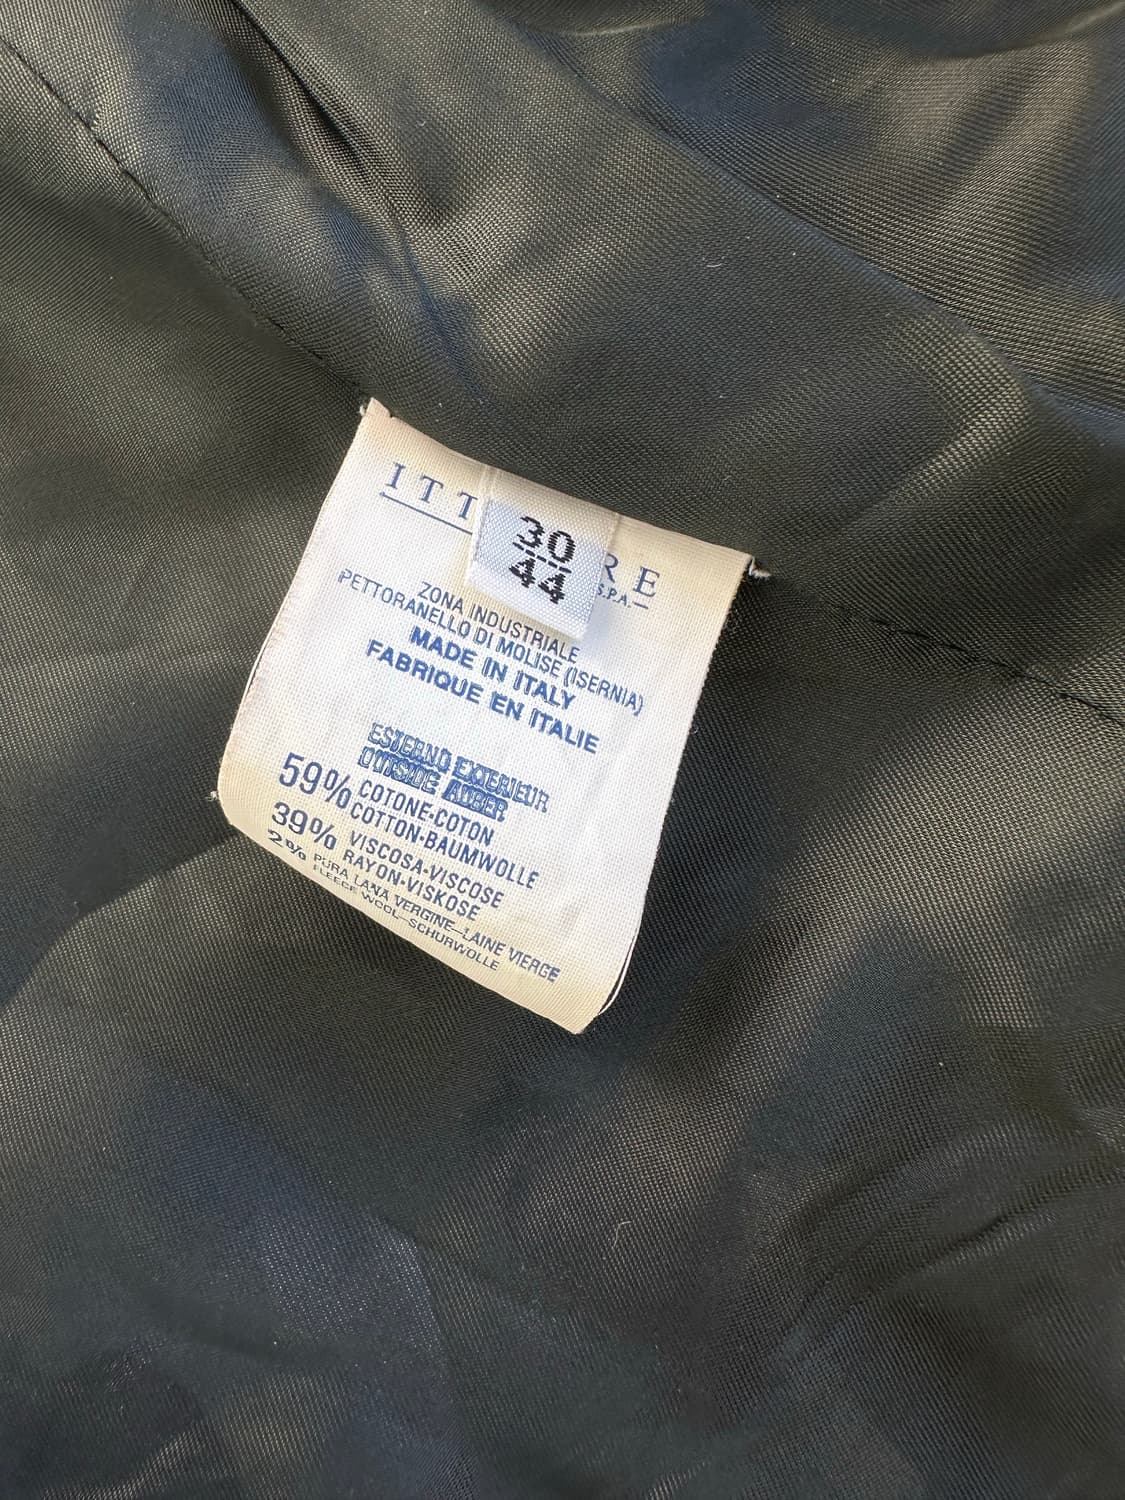 ITT RE
S.P.A.
30
44
ZONA INDUSTRIALE
PETTORANELLO DI MOLISE (ISERNIA)
MADE IN ITALY
FABRIQUE EN ITALIE
ESTERNO EXTERIEUR
OUTSIDE AUBER
59% COTONE-COTON
COTTON-BAUMWOLLE
39% VISCOSA-VISCOSE
RAYON-VISKOSE
2% PURA LANA VERGINE-LAINE VIERGE
FLEECE WOOL-SCHURWOLLE